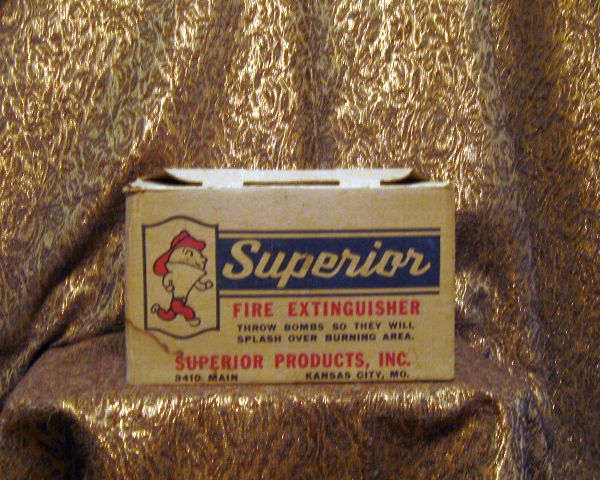 Superior
FIRE EXTINGUISHER
THROW BOMBS SO THEY WILL
SPLASH OVER BURNING AREA.
SUPERIOR PRODUCTS, INC.
3410 MAIN KANSAS CITY, MO.